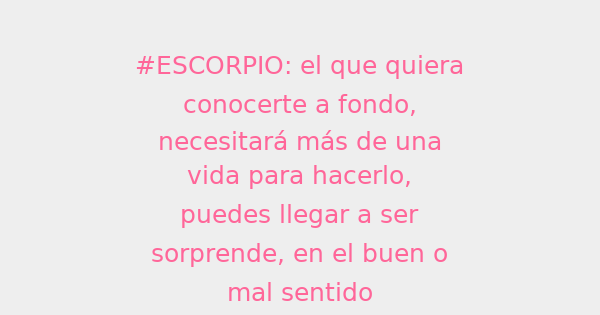 #ESCORPIO: el que quiera
conocerte a fondo,
necesitará más de una
vida para hacerlo,
puedes llegar a ser
sorprende, en el buen o
mal sentido